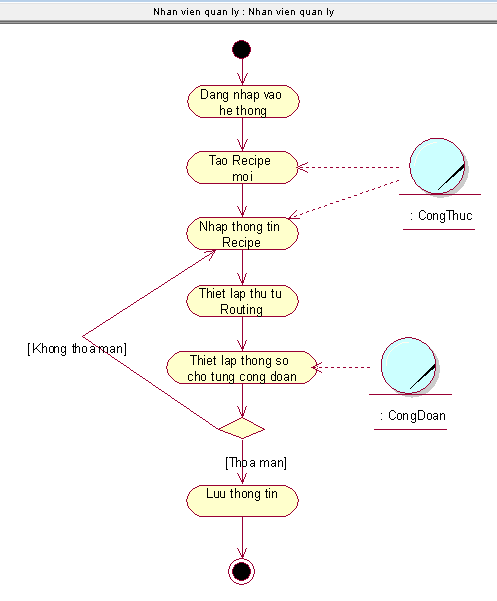 Nhan vien quan ly : Nhan vien quan ly
Dang nhap vao
he thong
Tao Recipe
moi
: CongThuc
Nhap thong tin
Recipe
Thiet lap thu tu
Routing
[Khong thoa man]
Thiet lap thong so
cho tung cong doan
: CongDoan
[Thoa man]
Luu thong tin